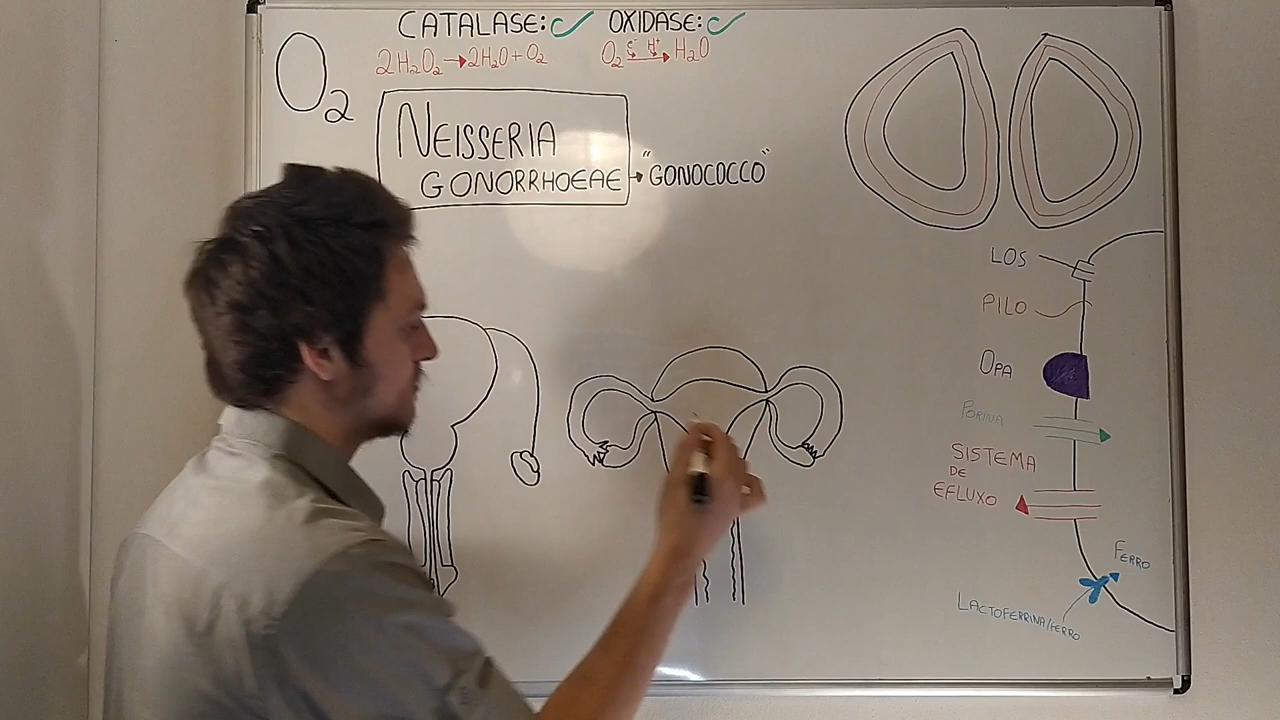 CATALASE: ✓ OXIDASE: ✓
2H₂O₂→2H₂O+O₂
O₂ E⁻ H⁺ → H₂O
O₂
NEISSERIA
GONORRHOEAE → "GONOCOCCO"
LOS
PILO
OPA
PORINA
SISTEMA
DE
EFLUXO
FERRO
LACTOFERRINA/FERRO